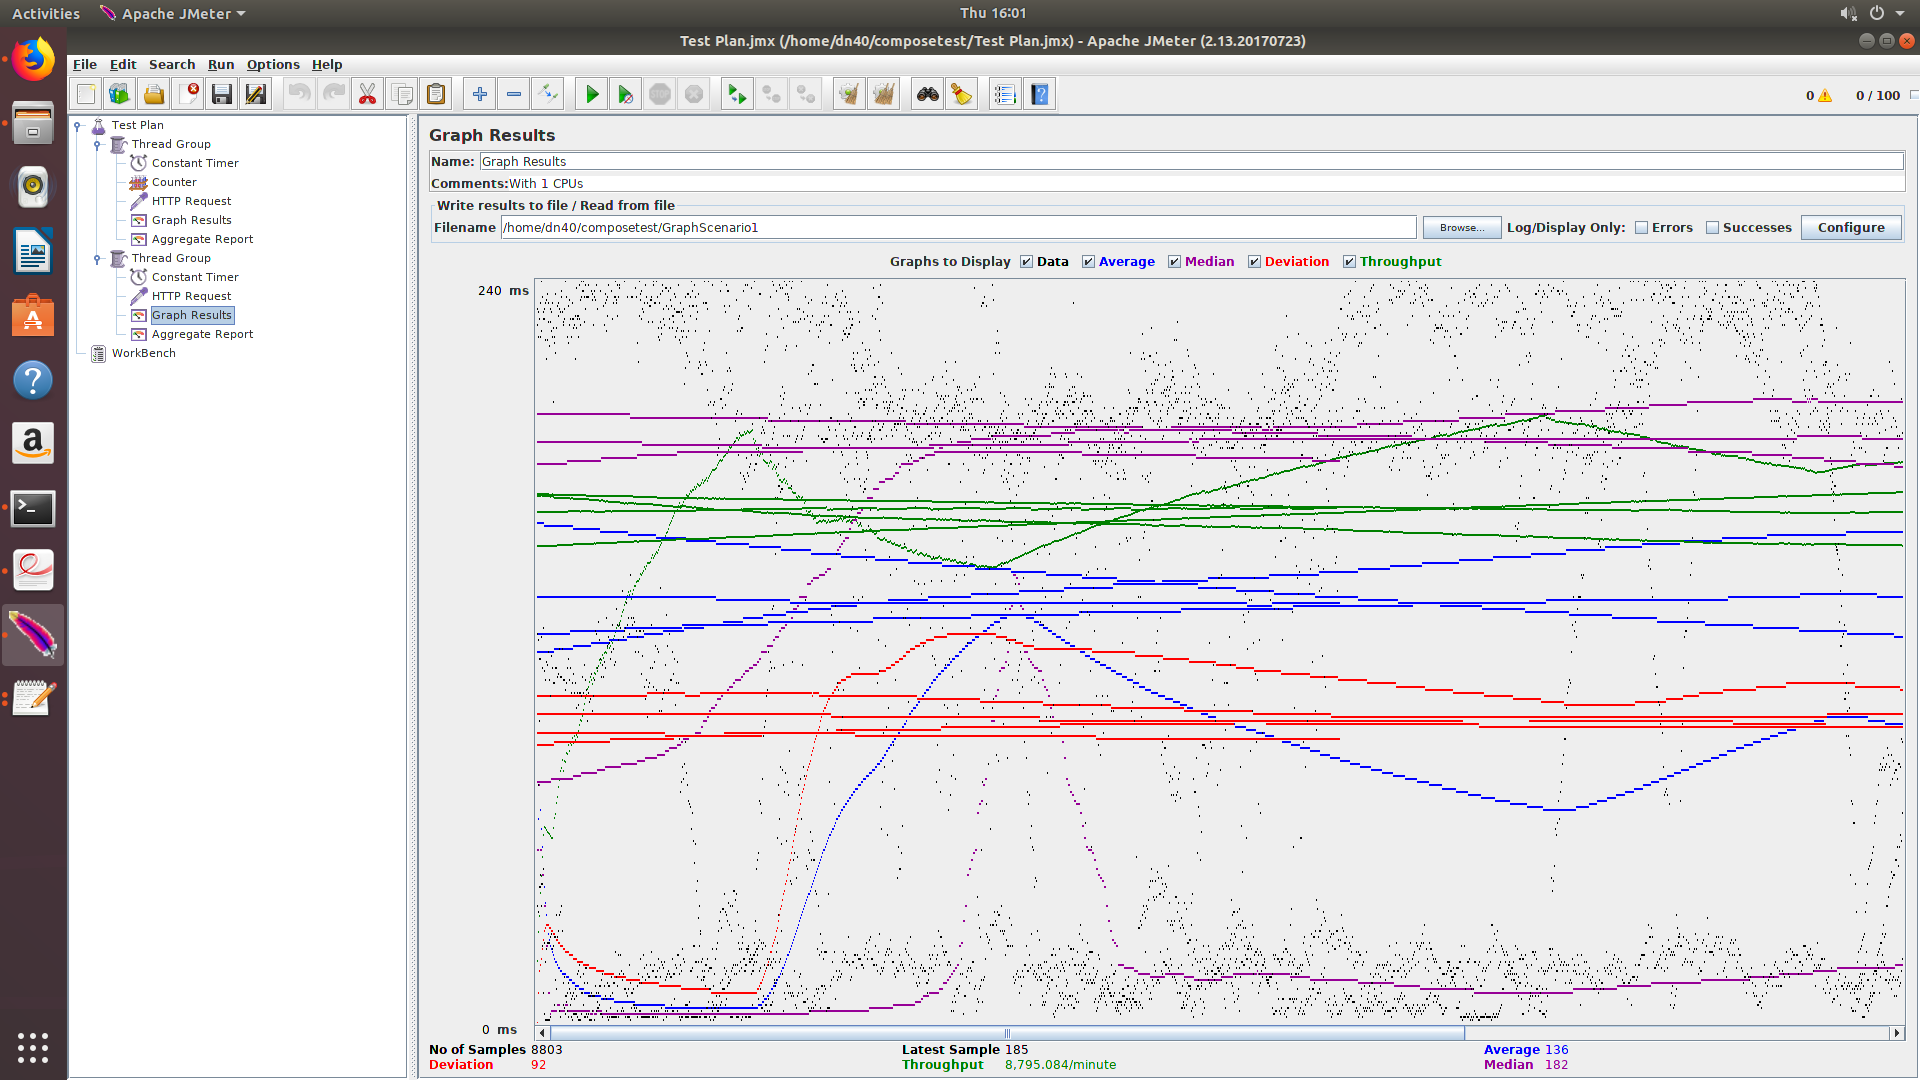 Activities Apache JMeter Thu 16:01
Test Plan.jmx (/home/dn40/composetest/Test Plan.jmx) - Apache JMeter (2.13.20170723)
File Edit Search Run Options Help
0 0 / 100
Test Plan
Thread Group
Constant Timer
Counter
HTTP Request
Graph Results
Aggregate Report
Thread Group
Constant Timer
HTTP Request
Graph Results
Aggregate Report
WorkBench
Graph Results
Name: Graph Results
Comments: With 1 CPUs
Write results to file / Read from file
Filename /home/dn40/composetest/GraphScenario1 Browse... Log/Display Only: Errors Successes Configure
Graphs to Display Data Average Median Deviation Throughput
240 ms
0 ms
No of Samples 8803 Latest Sample 185 Average 136
Deviation 92 Throughput 8,795.084/minute Median 182